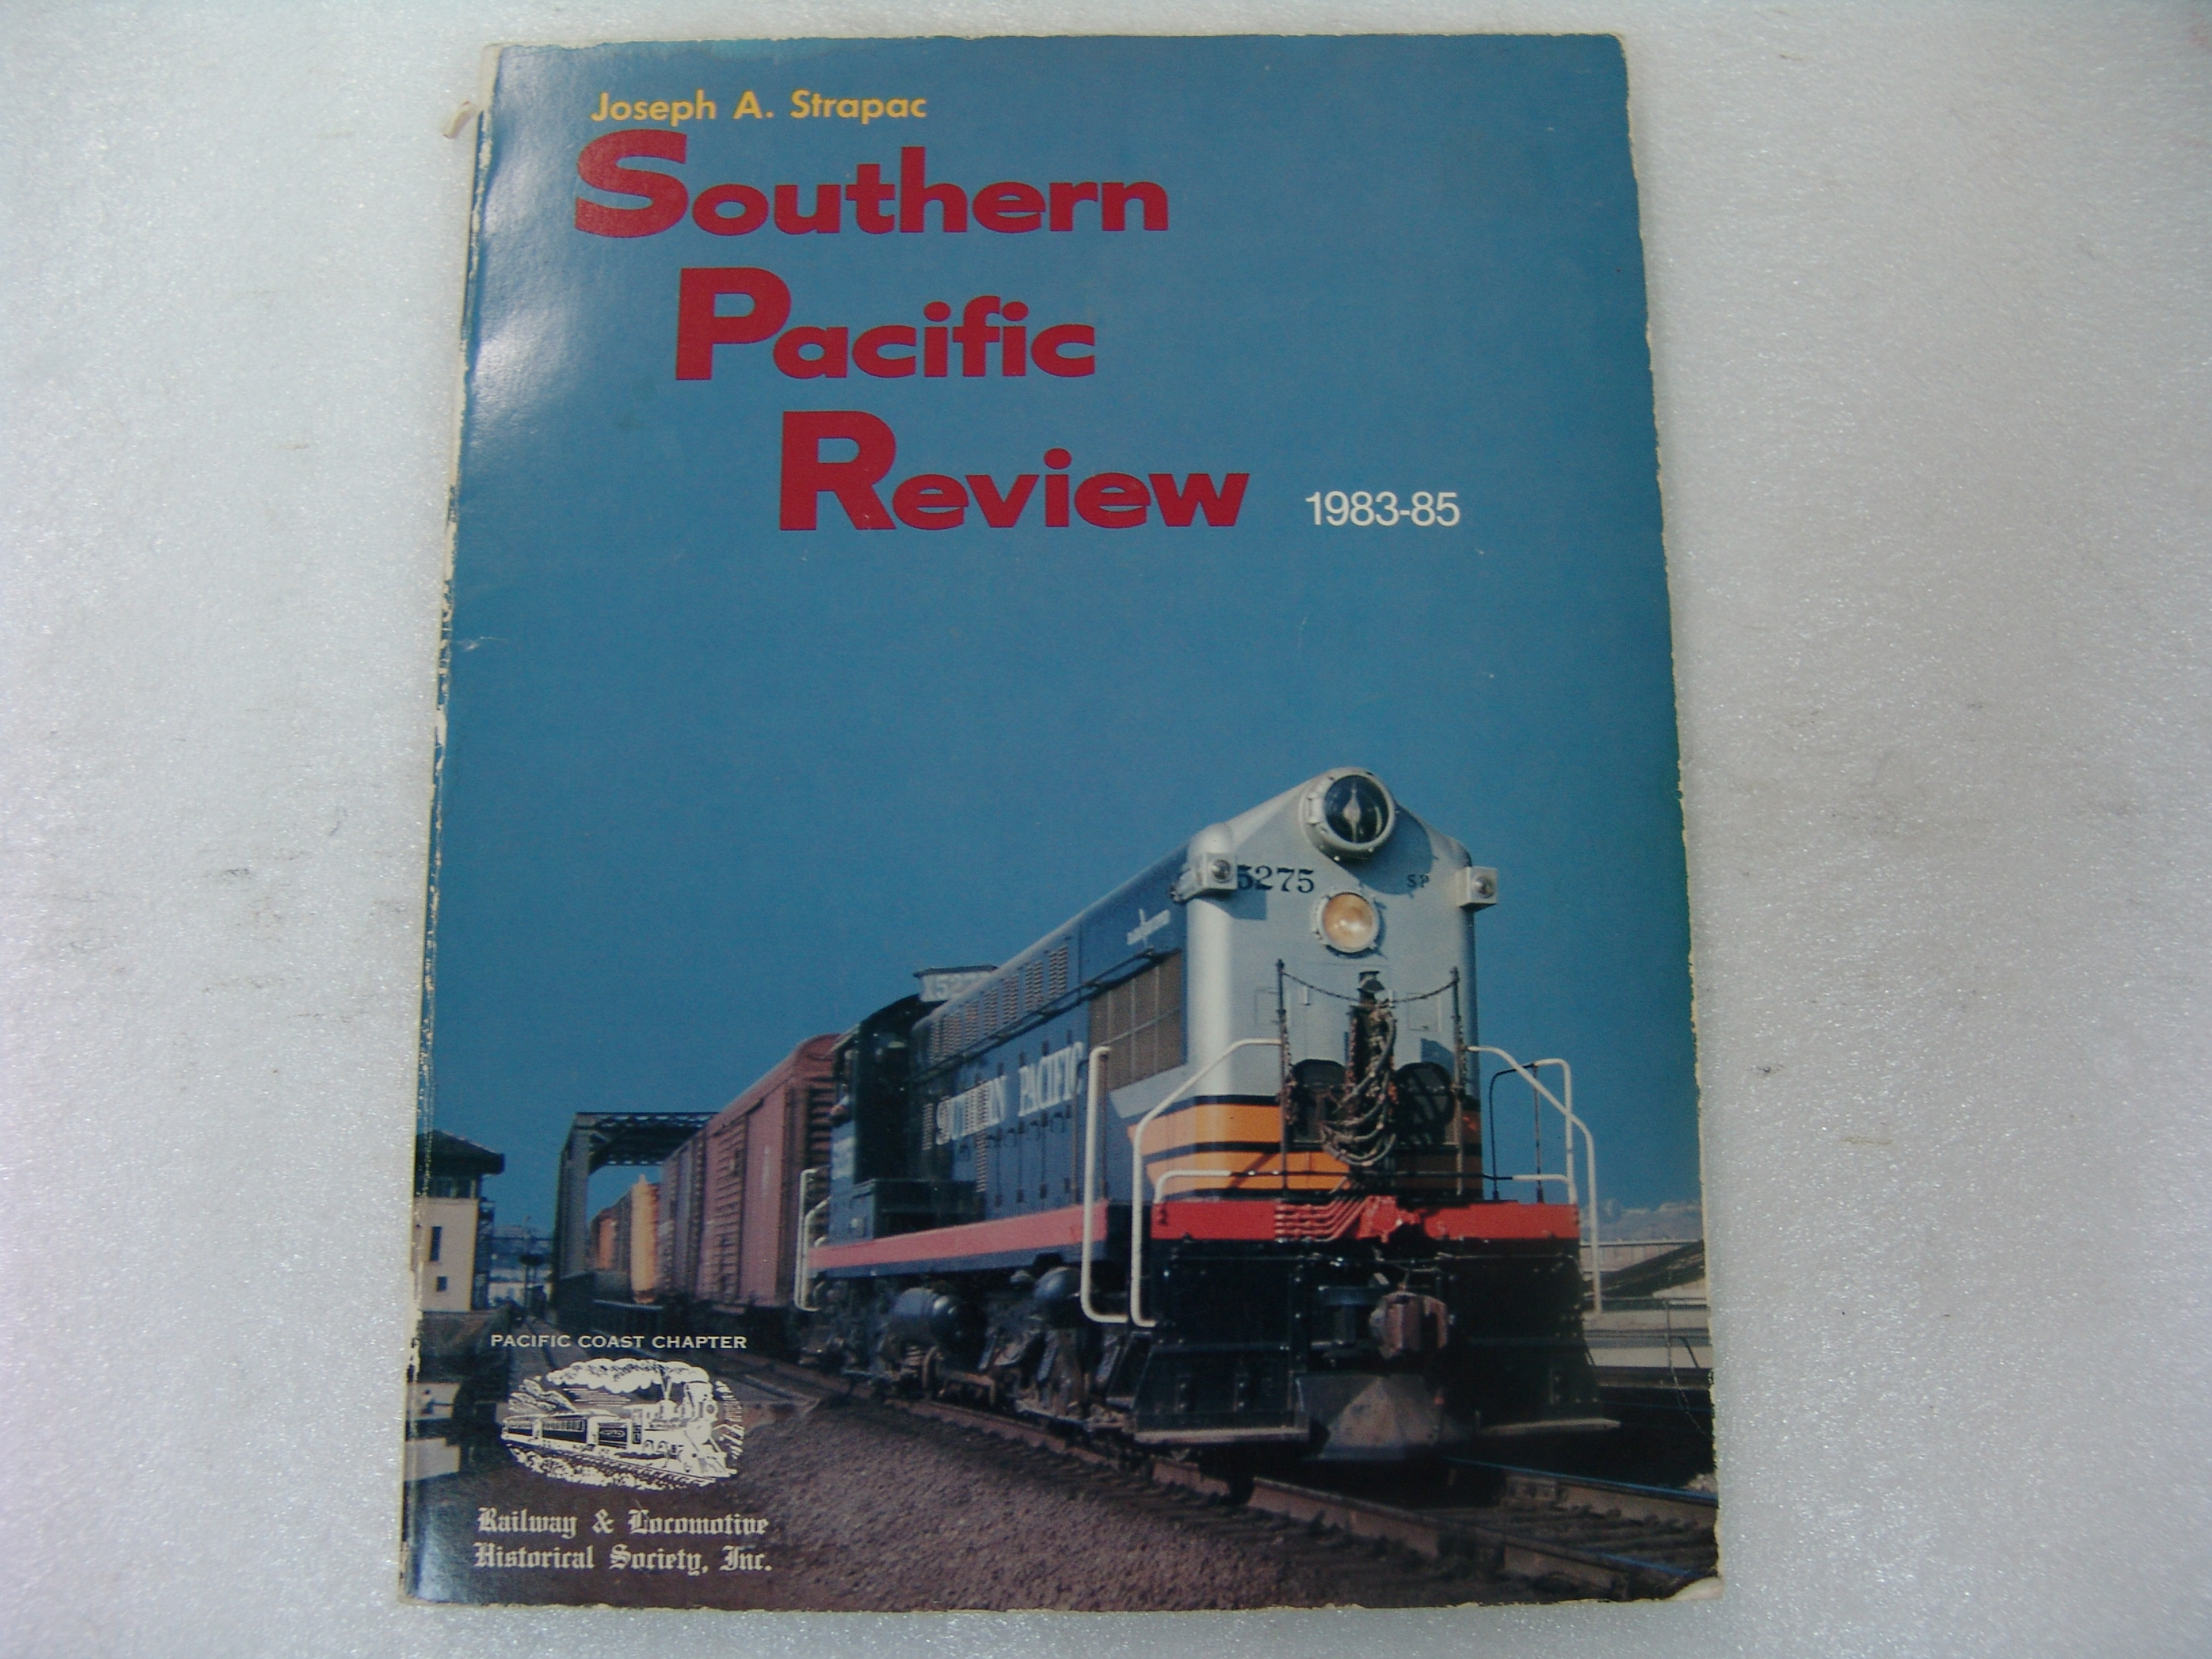 Joseph A. Strapac
Southern
Pacific
Review 1983-85
5275
SP
SOUTHERN PACIFIC
PACIFIC COAST CHAPTER
Railway & Locomotive
Historical Society, Inc.